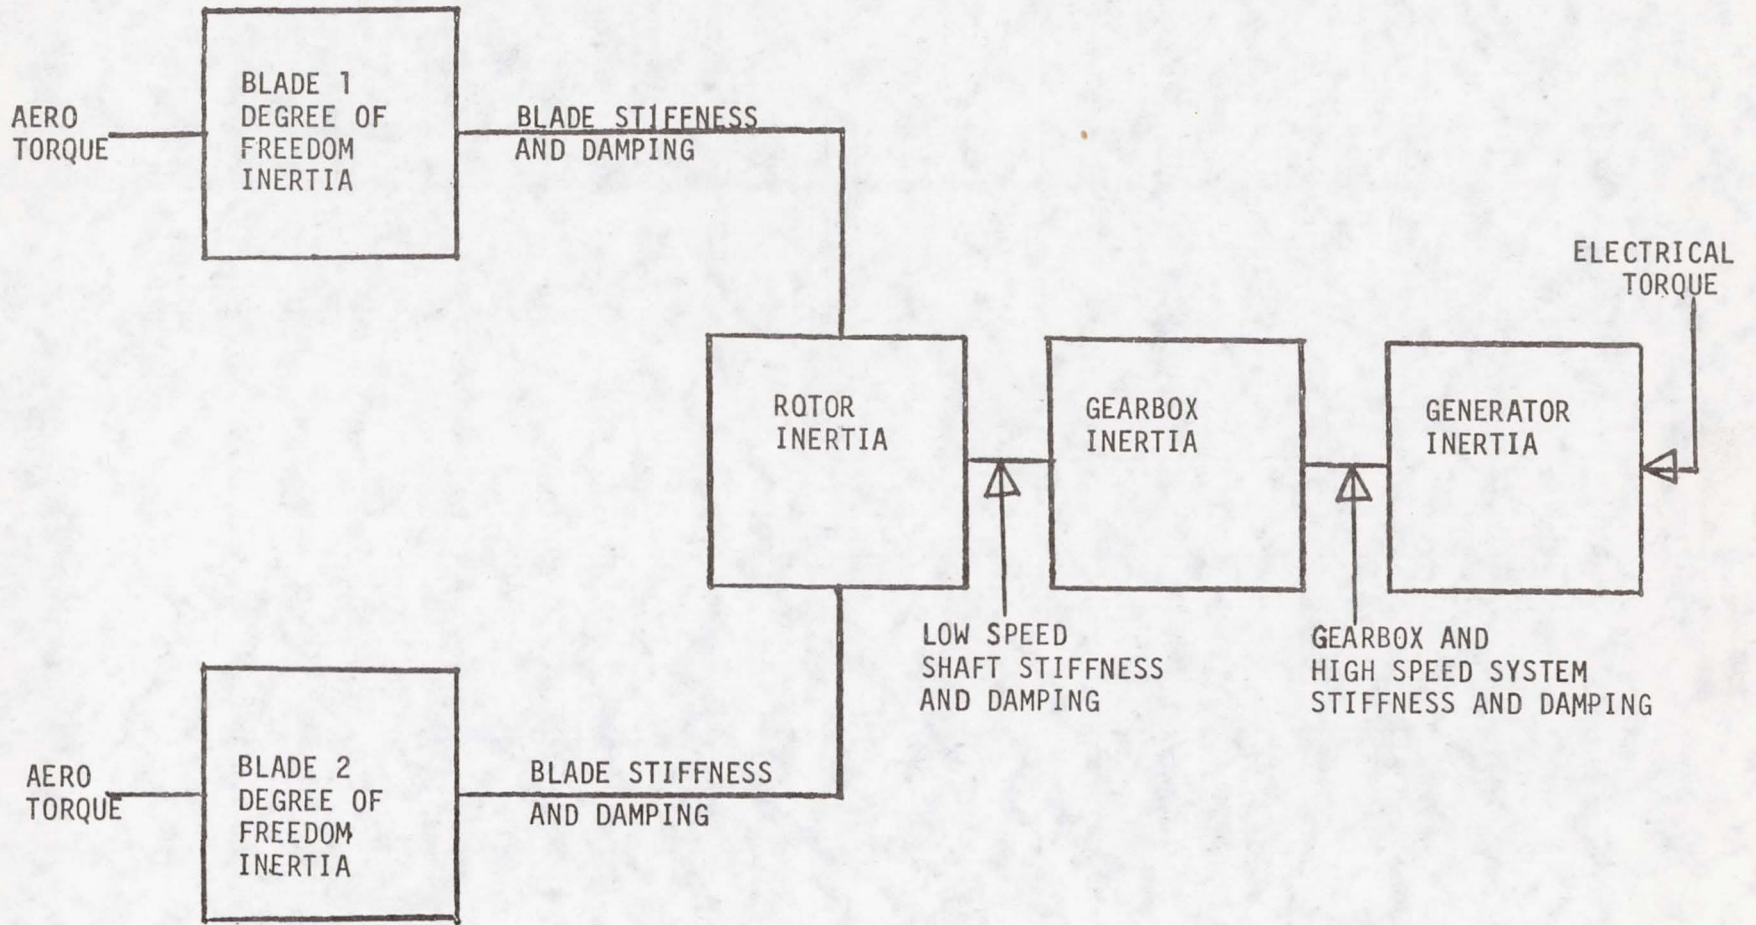 BLADE 1
DEGREE OF
FREEDOM
INERTIA
AERO
TORQUE
BLADE STIFFNESS
AND DAMPING
ELECTRICAL
TORQUE
ROTOR
INERTIA
GEARBOX
INERTIA
GENERATOR
INERTIA
LOW SPEED
SHAFT STIFFNESS
AND DAMPING
GEARBOX AND
HIGH SPEED SYSTEM
STIFFNESS AND DAMPING
AERO
TORQUE
BLADE 2
DEGREE OF
FREEDOM
INERTIA
BLADE STIFFNESS
AND DAMPING